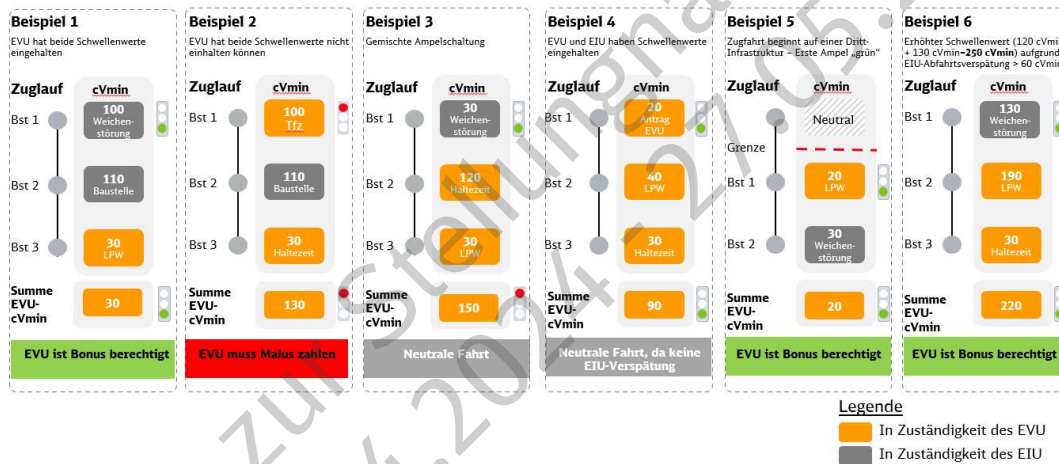 Beispiel 1
EVU hat beide Schwellenwerte
eingehalten
Zuglauf
cVmin
Bst 1
100
Weichen-
störung
Bst 2
110
Baustelle
Bst 3
30
LPW
Summe
EVU-
cVmin
30
EVU ist Bonus berechtigt
Beispiel 2
EVU hat beide Schwellenwerte nicht
einhalten können
Zuglauf
cVmin
Bst 1
100
Tfz
Bst 2
110
Baustelle
Bst 3
30
Haltezeit
Summe
EVU-
cVmin
130
EVU muss Malus zahlen
Beispiel 3
Gemischte Ampelschaltung
Zuglauf
cVmin
Bst 1
30
Weichen-
störung
Bst 2
120
Haltezeit
Bst 3
30
LPW
Summe
EVU-
cVmin
150
Neutrale Fahrt
Beispiel 4
EVU und EIU haben Schwellenwerte
eingehalten
Zuglauf
cVmin
Bst 1
20
Antrag
EVU
Bst 2
40
LPW
Bst 3
30
Haltezeit
Summe
EVU-
cVmin
90
Neutrale Fahrt, da keine
EIU-Verspätung
Beispiel 5
Zugfahrt beginnt auf einer Dritt-
Infrastruktur – Erste Ampel „grün“
Zuglauf
cVmin
Neutral
Grenze
Bst 1
20
LPW
Bst 2
30
Weichen-
störung
Summe
EVU-
cVmin
20
EVU ist Bonus berechtigt
Beispiel 6
Erhöhter Schwellenwert (120 cVmin
+ 130 cVmin=250 cVmin) aufgrund
EIU-Abfahrtsverspätung > 60 cVmin
Zuglauf
cVmin
Bst 1
130
Weichen-
störung
Bst 2
190
LPW
Bst 3
30
Haltezeit
Summe
EVU-
cVmin
220
EVU ist Bonus berechtigt
Legende
In Zuständigkeit des EVU
In Zuständigkeit des EIU